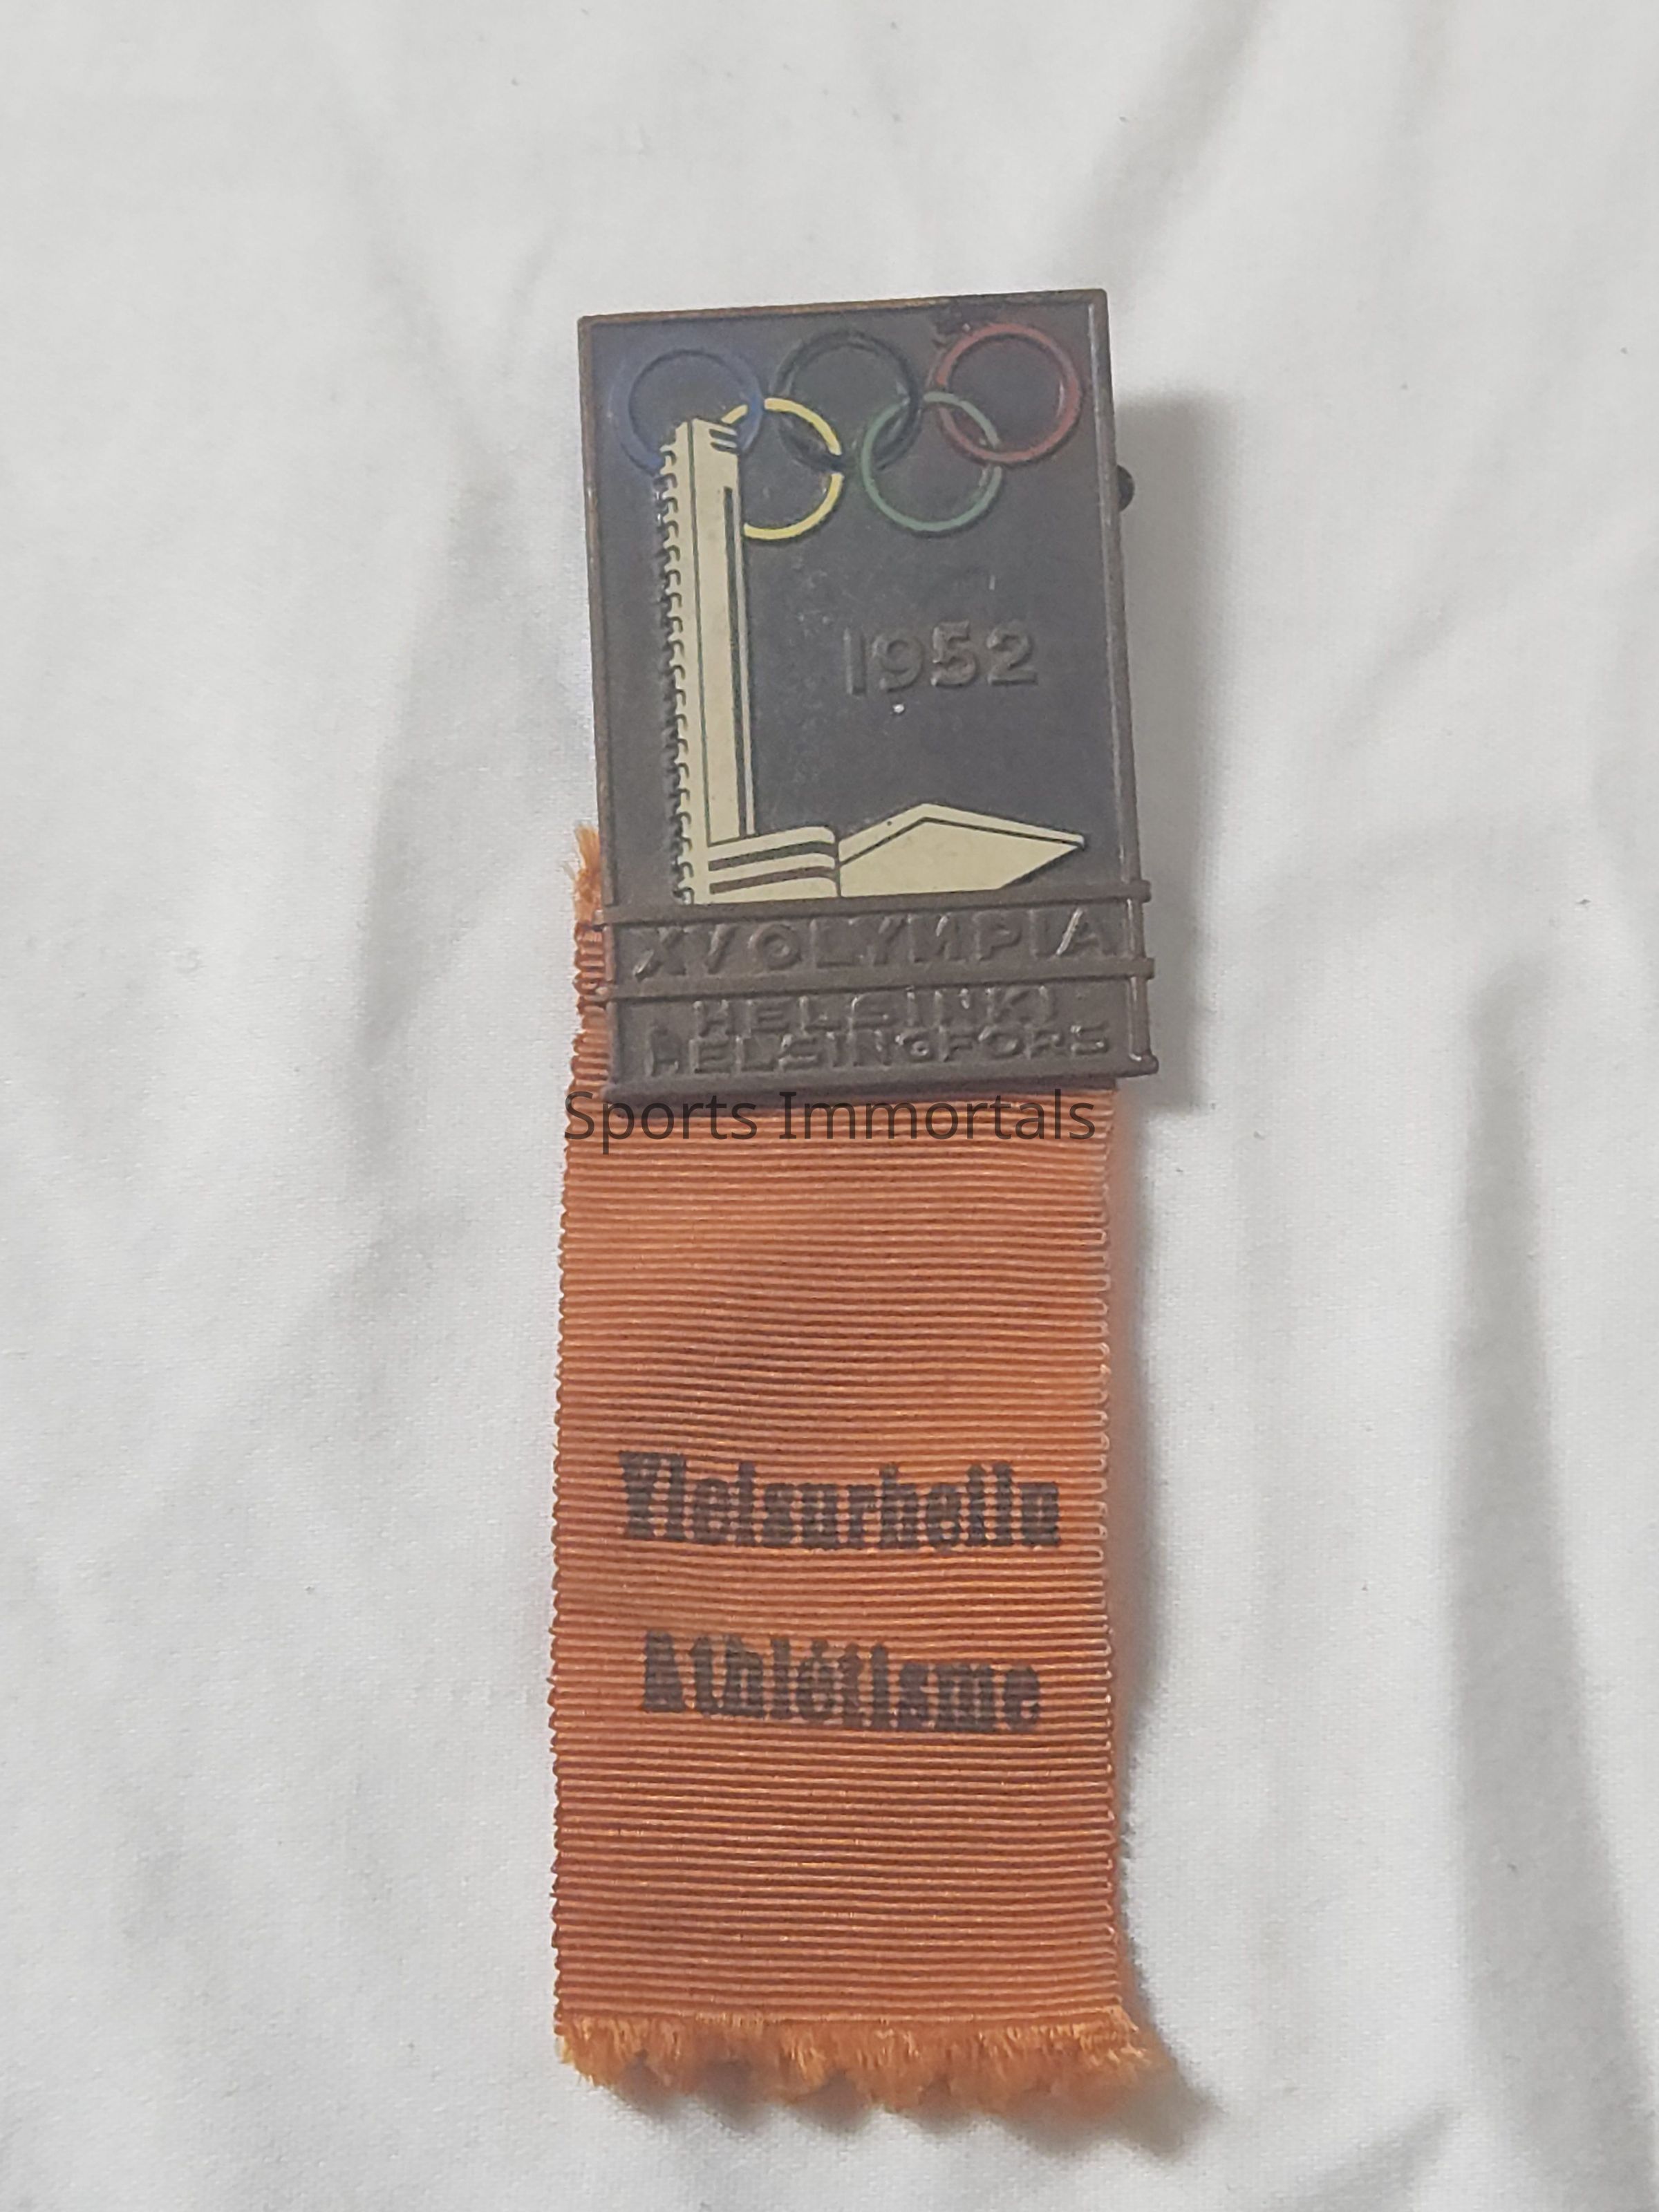 1952
XV OLYMPIA
HELSINKI
HELSINGFORS
Sports Immortals
Yleisurheilu
Athlétisme